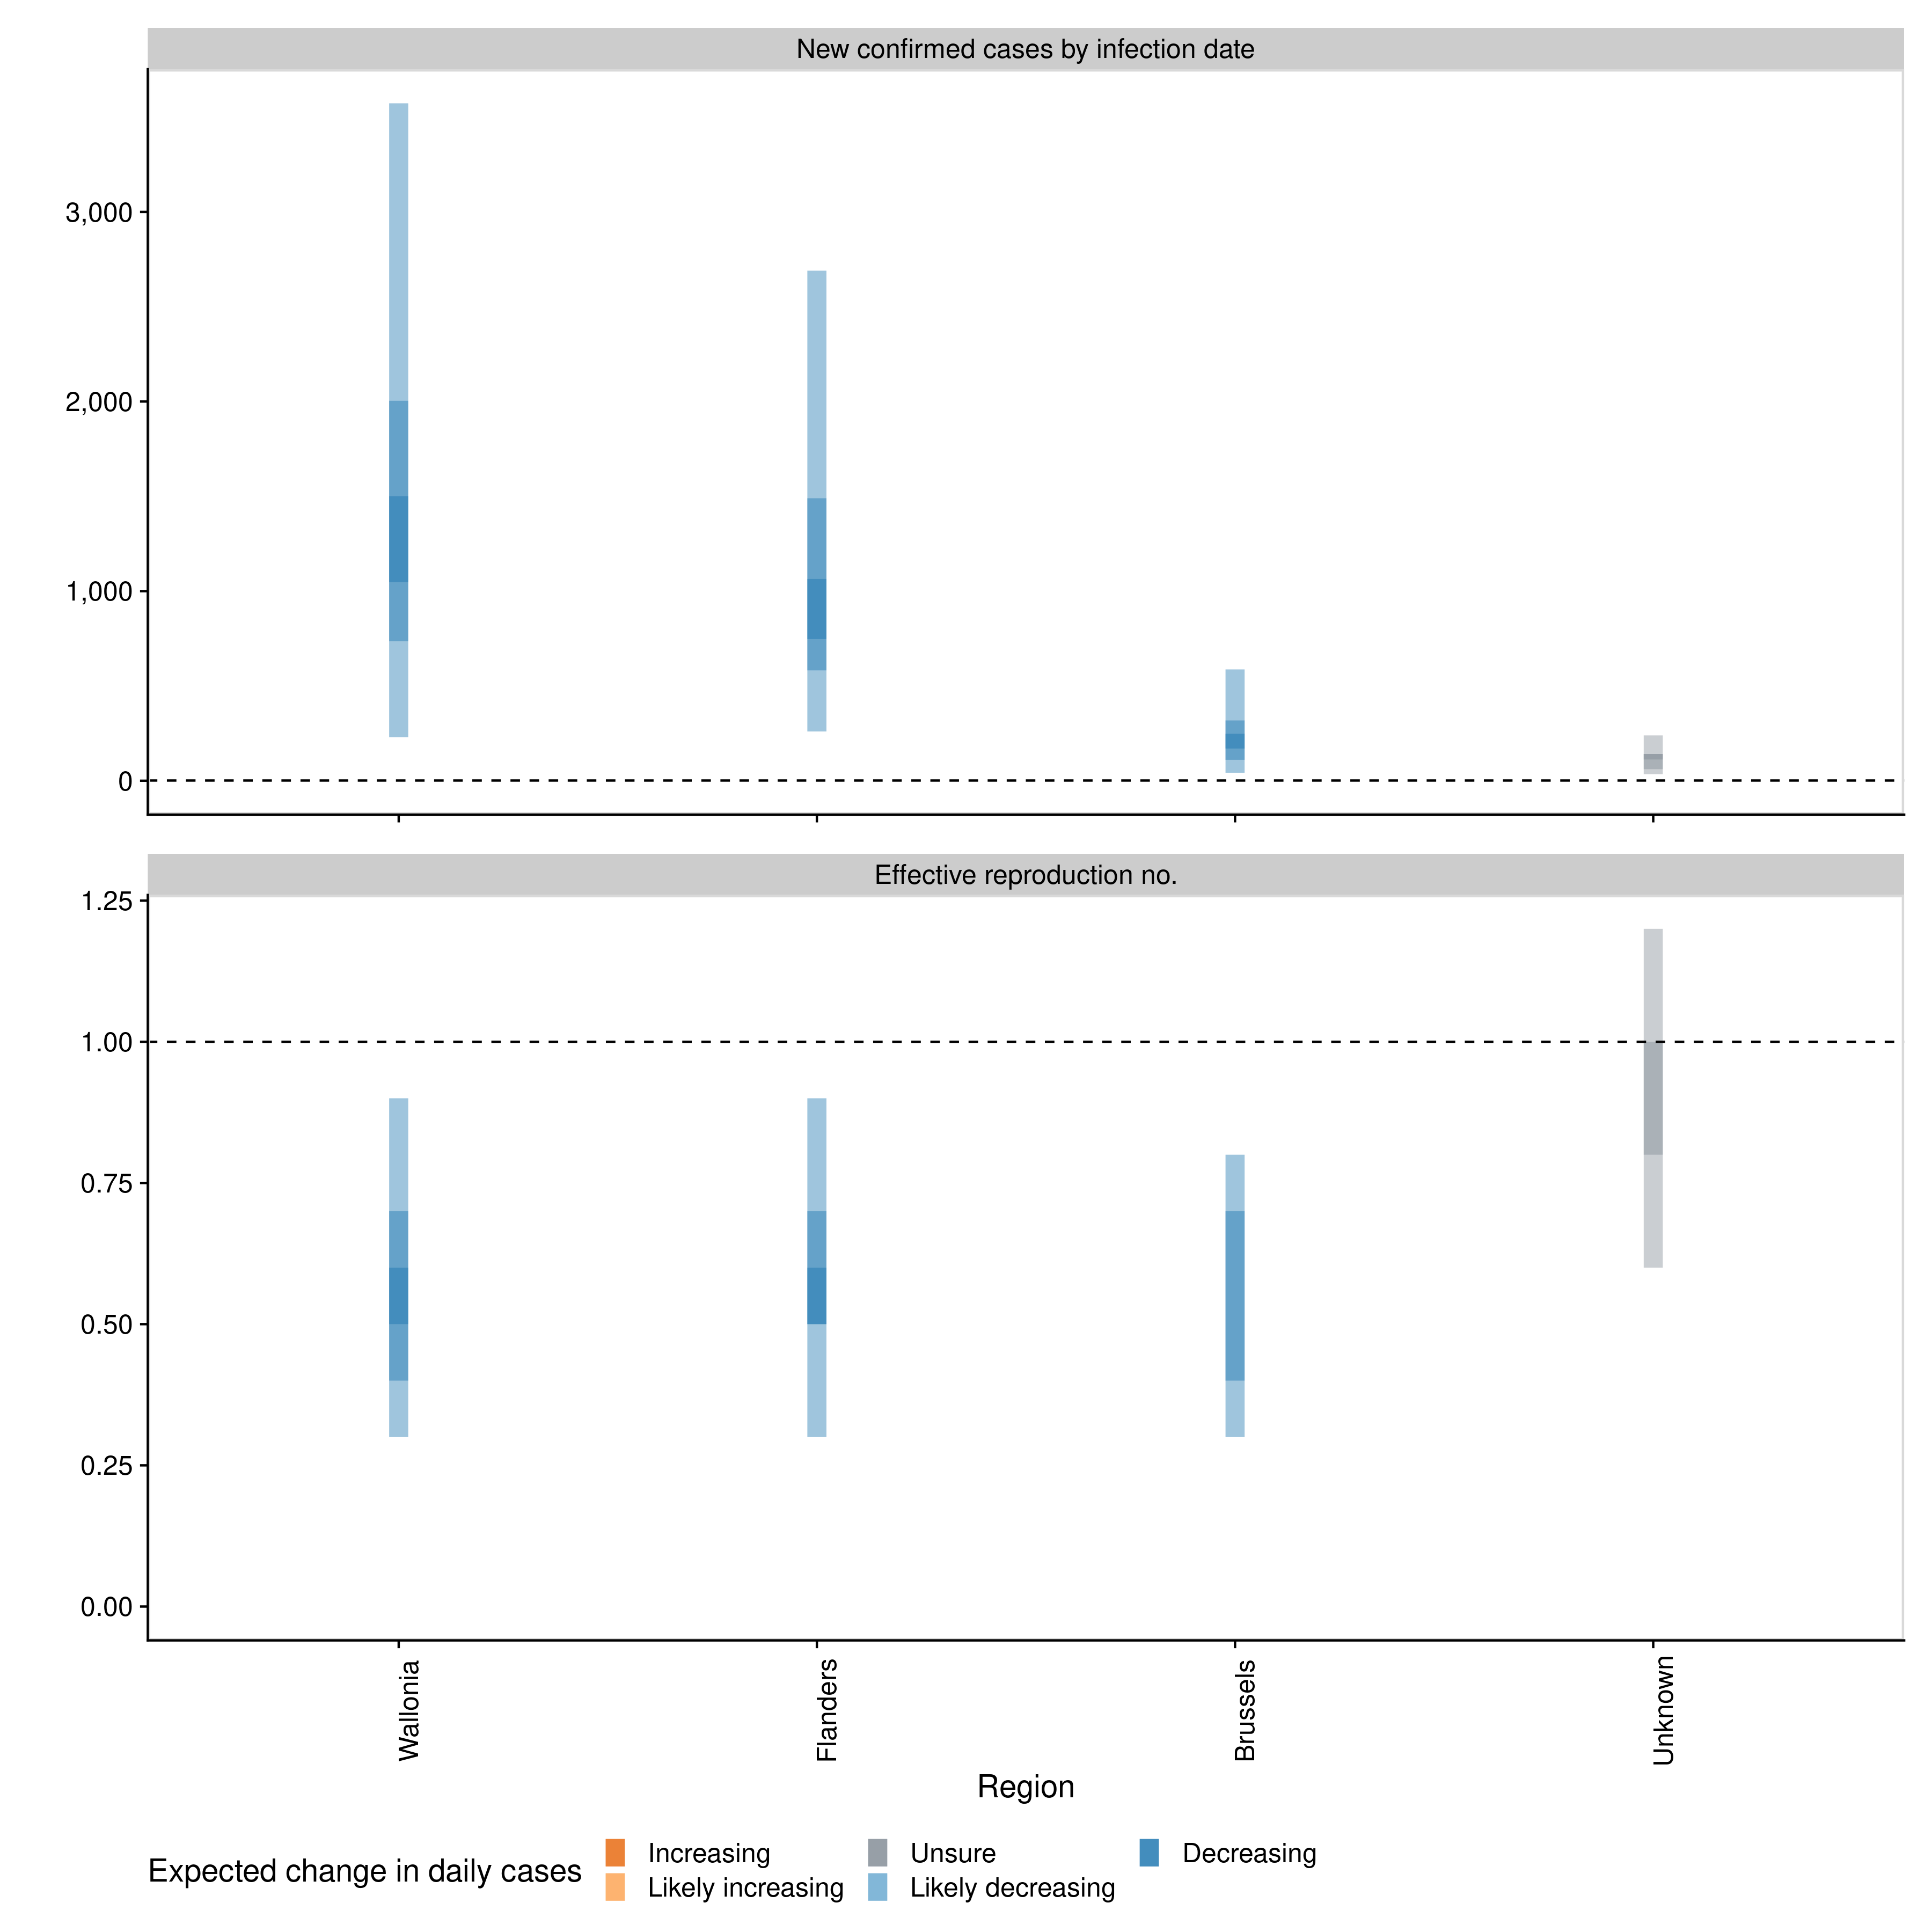 New confirmed cases by infection date
3,000
2,000
1,000
0
Effective reproduction no.
1.25
1.00
0.75
0.50
0.25
0.00
Wallonia
Flanders
Brussels
Unknown
Region
Expected change in daily cases
Increasing
Unsure
Decreasing
Likely increasing
Likely decreasing